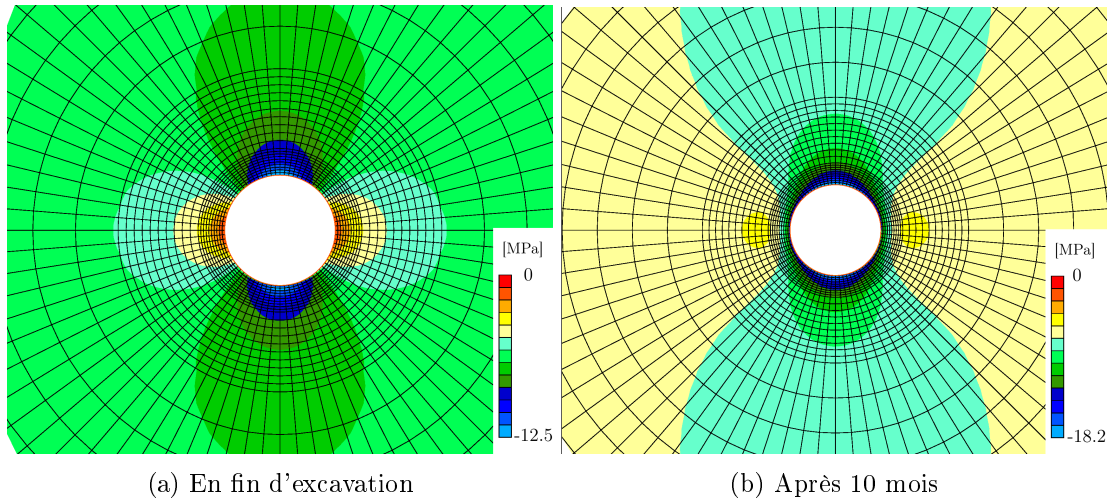 [MPa]
0
-12.5
[MPa]
0
-18.2
(a) En fin d'excavation
(b) Après 10 mois